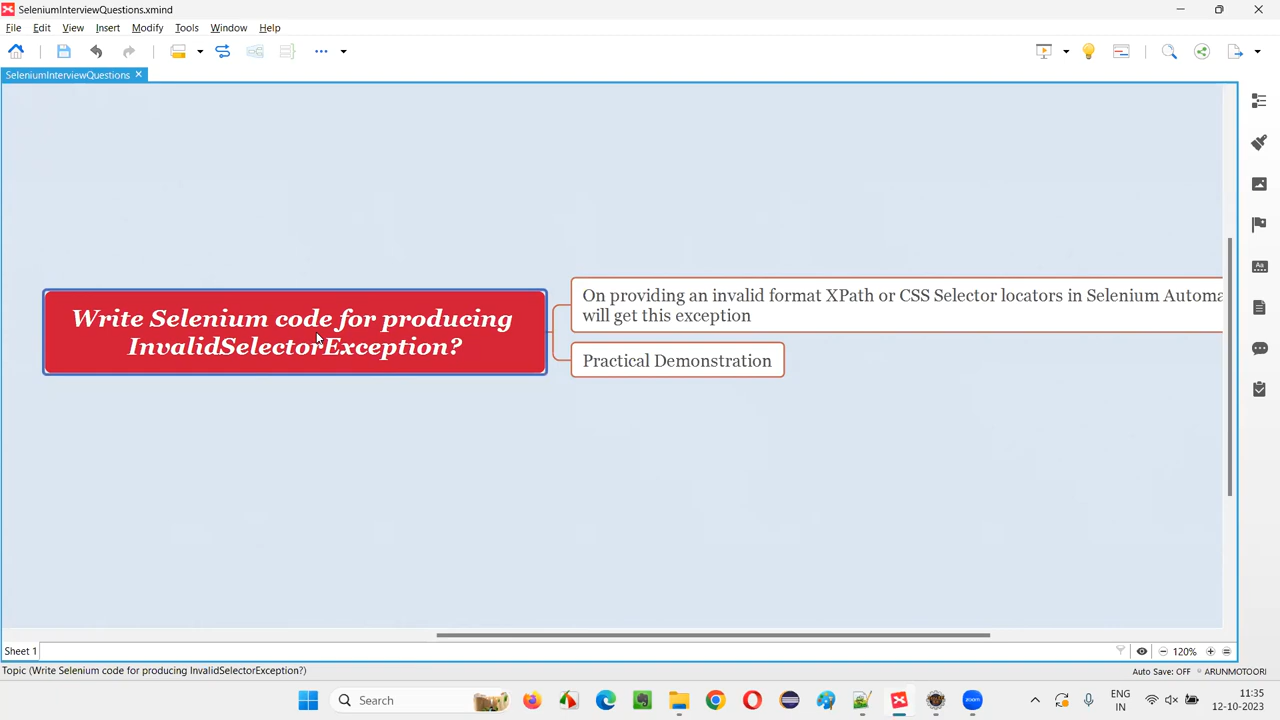 SeleniumInterviewQuestions.xmind
File Edit View Insert Modify Tools Window Help
SeleniumInterviewQuestions
Write Selenium code for producing
InvalidSelectorException?
On providing an invalid format XPath or CSS Selector locators in Selenium Automa
will get this exception
Practical Demonstration
Sheet 1
120%
Topic (Write Selenium code for producing InvalidSelectorException?)
Auto Save: OFF
ARUNMOTOORI
Search
zoom
ENG
IN
11:35
12-10-2023